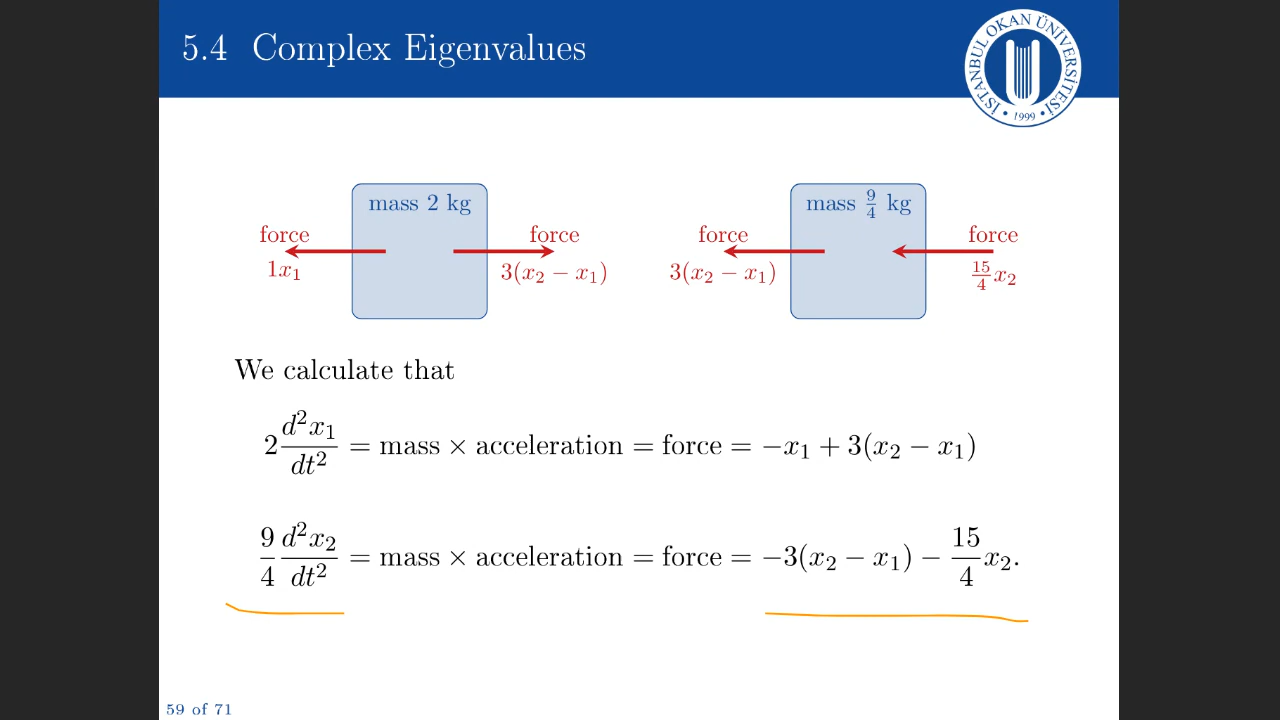 5.4 Complex Eigenvalues
İSTANBUL OKAN ÜNİVERSİTESİ
• 1999 •
mass 2 kg
mass 9/4 kg
force force force force
1x₁ 3(x₂ − x₁) 3(x₂ − x₁) 15/4 x₂
We calculate that
2 d²x₁/dt² = mass × acceleration = force = −x₁ + 3(x₂ − x₁)
9/4 d²x₂/dt² = mass × acceleration = force = −3(x₂ − x₁) − 15/4 x₂.
59 of 71